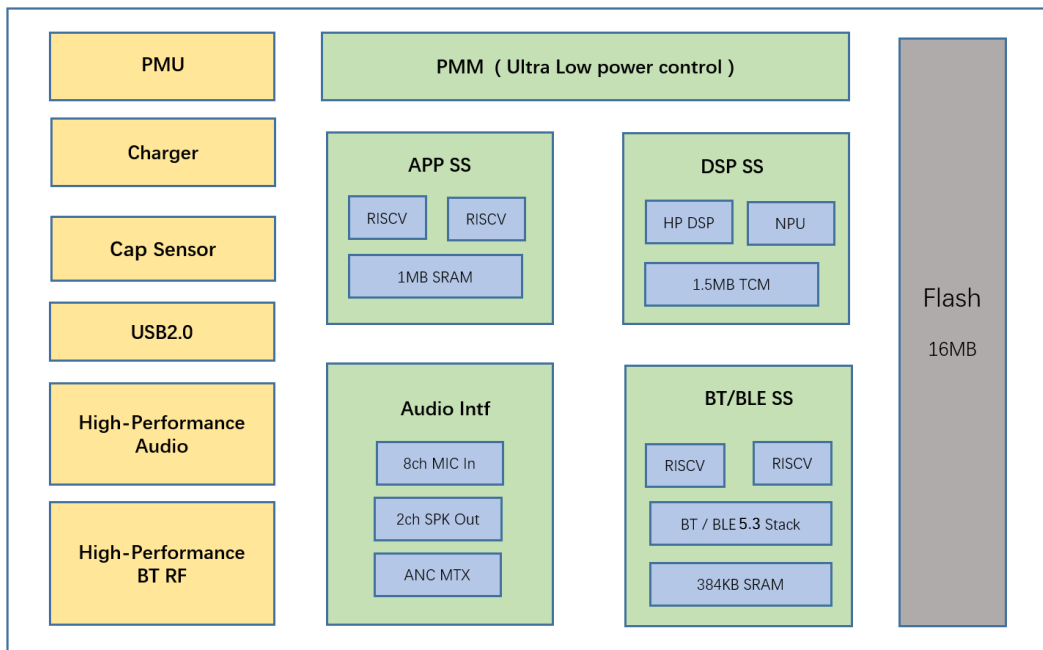 PMU
Charger
Cap Sensor
USB2.0
High-Performance
Audio
High-Performance
BT RF
PMM ( Ultra Low power control )
APP SS
RISCV
RISCV
1MB SRAM
DSP SS
HP DSP
NPU
1.5MB TCM
Audio Intf
8ch MIC In
2ch SPK Out
ANC MTX
BT/BLE SS
RISCV
RISCV
BT / BLE 5.3 Stack
384KB SRAM
Flash
16MB